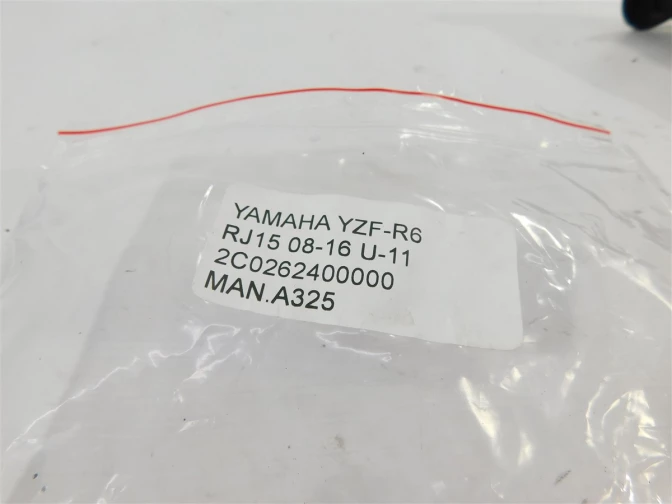 YAMAHA YZF-R6
RJ15 08-16 U-11
2C0262400000
MAN.A325